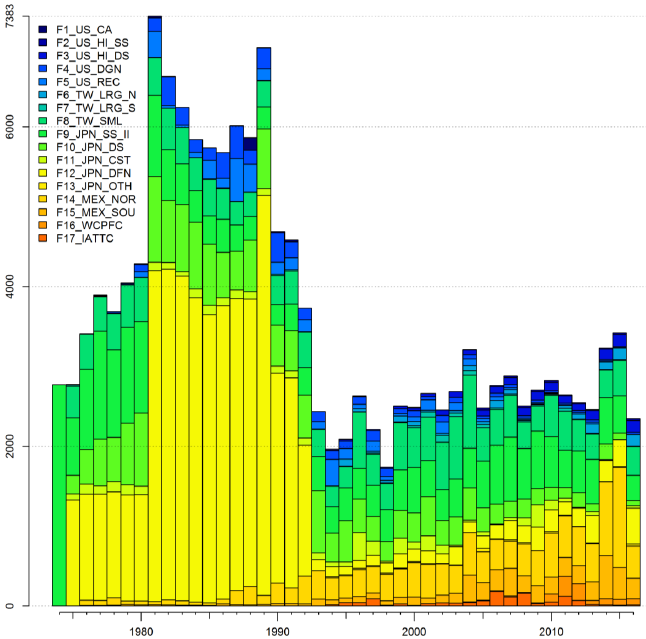 7383
F1_US_CA
F2_US_HI_SS
F3_US_HI_DS
F4_US_DGN
F5_US_REC
F6_TW_LRG_N
F7_TW_LRG_S
F8_TW_SML
F9_JPN_SS_II
F10_JPN_DS
F11_JPN_CST
F12_JPN_DFN
F13_JPN_OTH
F14_MEX_NOR
F15_MEX_SOU
F16_WCPFC
F17_IATTC
6000
4000
2000
0
1980 1990 2000 2010